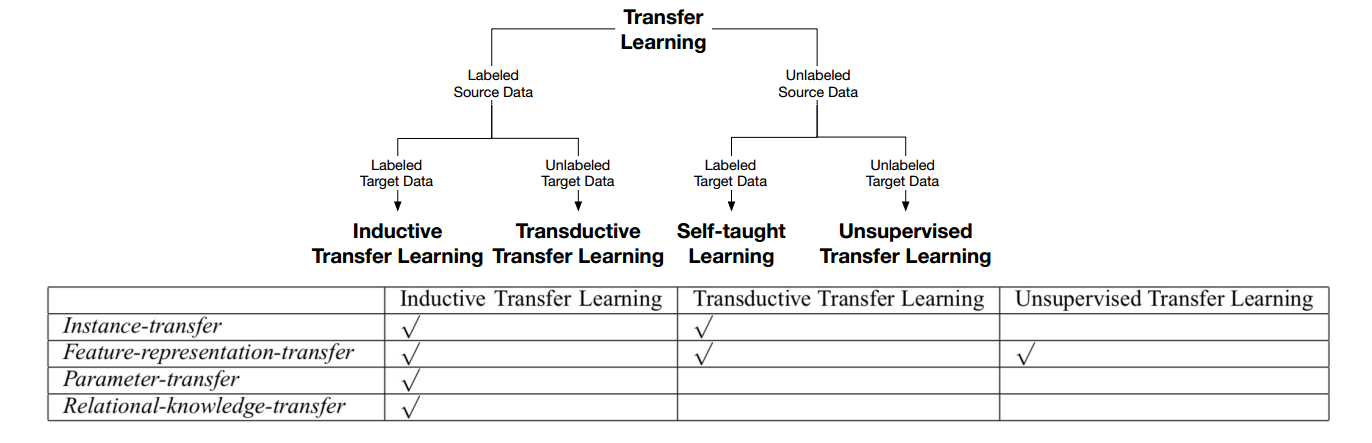 Transfer
Learning
Labeled
Source Data
Unlabeled
Source Data
Labeled
Target Data
Unlabeled
Target Data
Labeled
Target Data
Unlabeled
Target Data
Inductive
Transfer Learning
Transductive
Transfer Learning
Self-taught
Learning
Unsupervised
Transfer Learning
Inductive Transfer Learning Transductive Transfer Learning Unsupervised Transfer Learning
Instance-transfer √ √
Feature-representation-transfer √ √ √
Parameter-transfer √
Relational-knowledge-transfer √